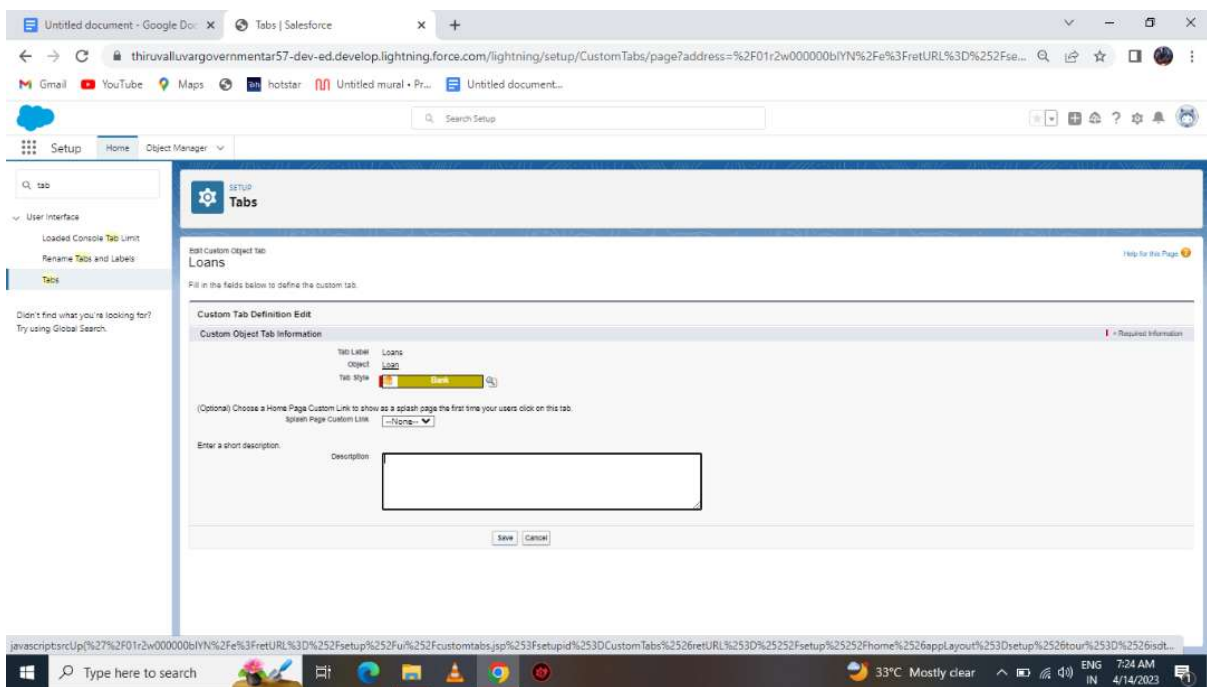 Untitled document - Google Doc
Tabs | Salesforce
thiruvalluvargovernmentar57-dev-ed.develop.lightning.force.com/lightning/setup/CustomTabs/page?address=%2F01r2w000000blYN%2Fe%3FretURL%3D%252Fse...
Gmail YouTube Maps hotstar Untitled mural • Pr... Untitled document...
Search Setup
Setup Home Object Manager
tab
SETUP
Tabs
User Interface
Loaded Console Tab Limit
Rename Tabs and Labels
Tabs
Didn't find what you're looking for?
Try using Global Search.
Edit Custom Object Tab
Loans
Help for this Page
Fill in the fields below to define the custom tab.
Custom Tab Definition Edit
Custom Object Tab Information
= Required Information
Tab Label Loans
Object Loan
Tab Style Bank
(Optional) Choose a Home Page Custom Link to show as a splash page the first time your users click on this tab.
Splash Page Custom Link --None--
Enter a short description.
Description
Save Cancel
javascript:srcUp(%27%2F01r2w000000blYN%2Fe%3FretURL%3D%252Fsetup%252Fui%252Fcustomtabs.jsp%253Fsetupid%253DCustomTabs%2526retURL%253D%25252Fsetup%25252Fhome%2526appLayout%253Dsetup%2526tour%253D%2526isdt...
Type here to search
33°C Mostly clear
ENG
IN
7:24 AM
4/14/2023